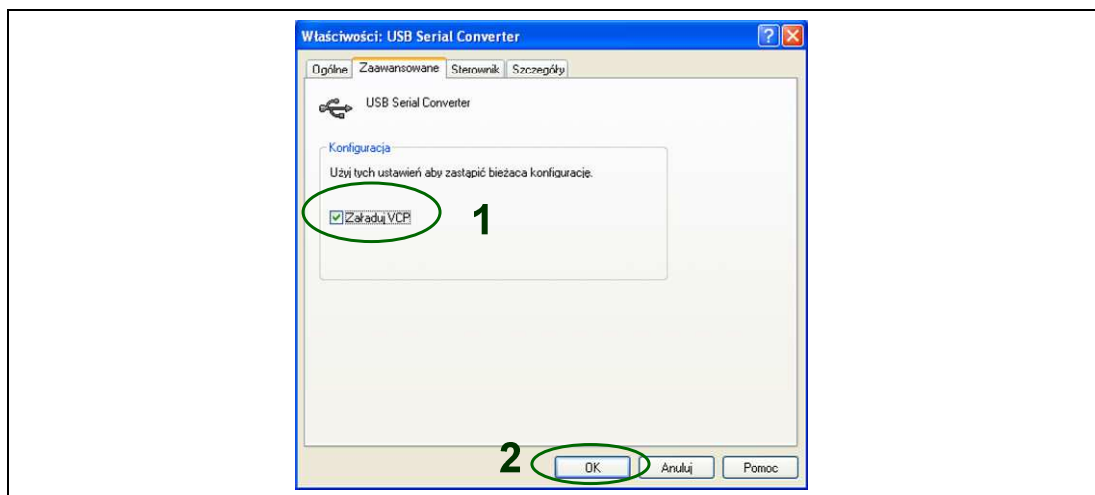 Właściwości: USB Serial Converter
Ogólne Zaawansowane Sterownik Szczegóły
USB Serial Converter
Konfiguracja
Użyj tych ustawień aby zastąpić bieżaca konfigurację.
Załaduj VCP
1
2
OK Anuluj Pomoc